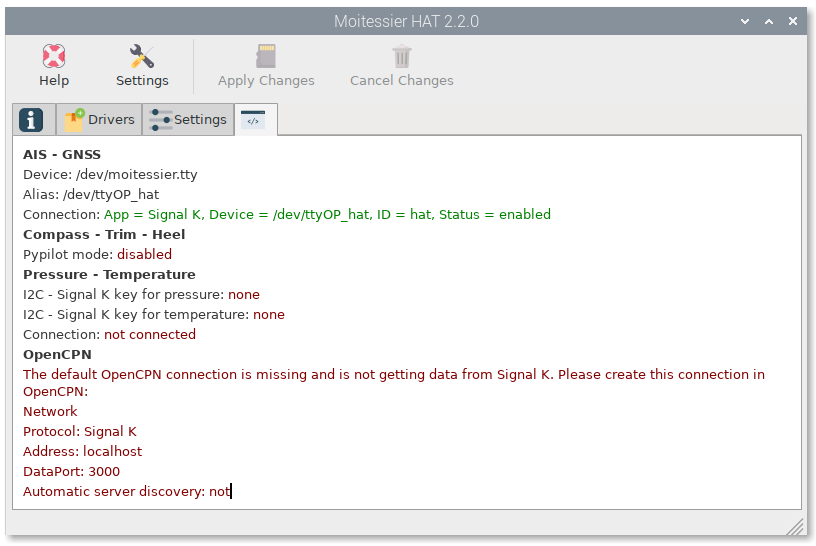 Moitessier HAT 2.2.0
Help Settings Apply Changes Cancel Changes
Drivers Settings </>
AIS - GNSS
Device: /dev/moitessier.tty
Alias: /dev/ttyOP_hat
Connection: App = Signal K, Device = /dev/ttyOP_hat, ID = hat, Status = enabled
Compass - Trim - Heel
Pypilot mode: disabled
Pressure - Temperature
I2C - Signal K key for pressure: none
I2C - Signal K key for temperature: none
Connection: not connected
OpenCPN
The default OpenCPN connection is missing and is not getting data from Signal K. Please create this connection in
OpenCPN:
Network
Protocol: Signal K
Address: localhost
DataPort: 3000
Automatic server discovery: not